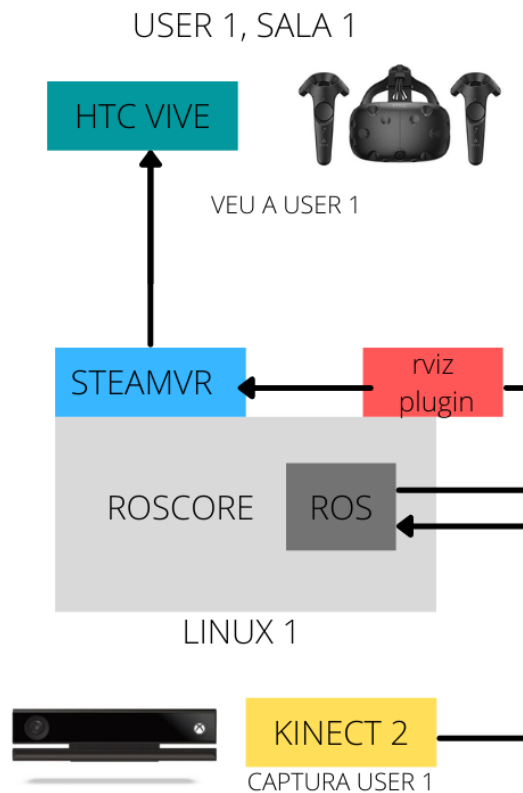 USER 1, SALA 1
HTC VIVE
VEU A USER 1
STEAMVR
rviz
plugin
ROSCORE
ROS
LINUX 1
KINECT 2
CAPTURA USER 1